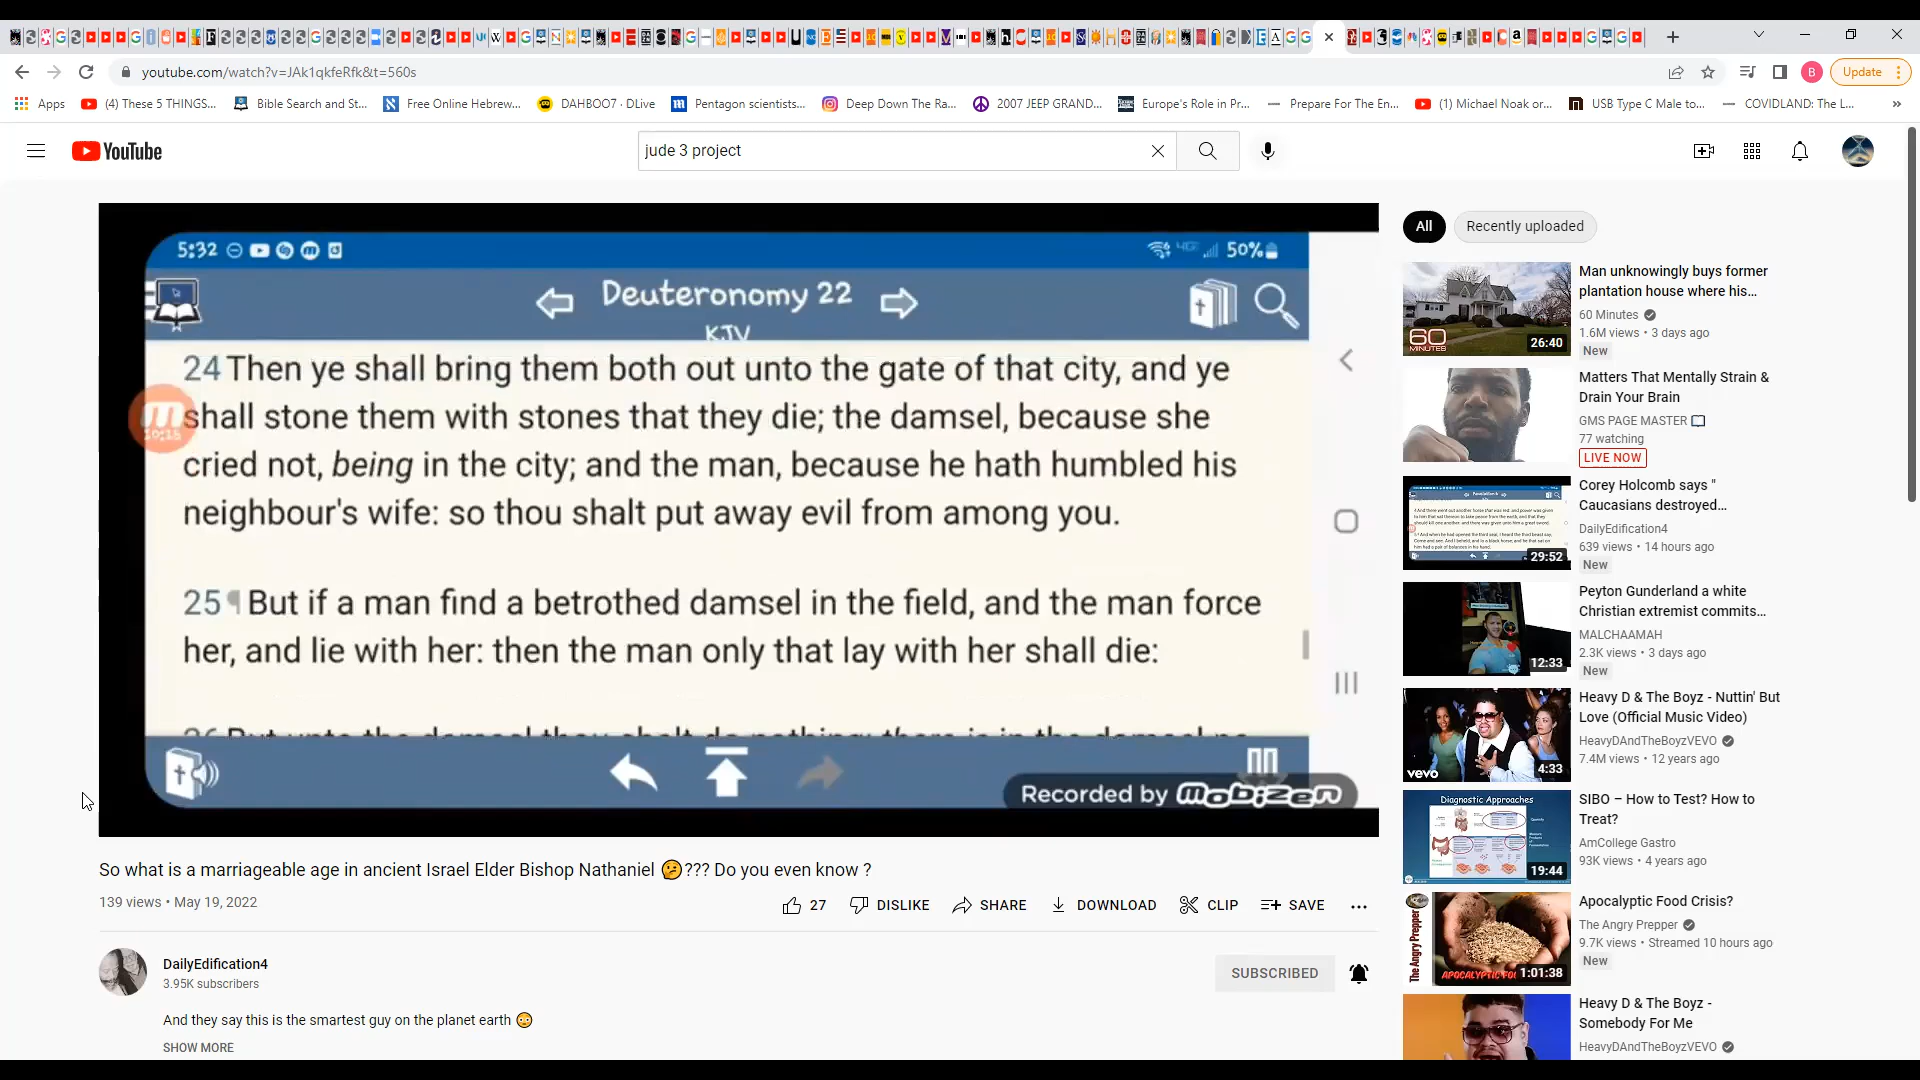 youtube.com/watch?v=JAk1qkfeRfk&t=560s
Update
Apps
(4) These 5 THINGS...
Bible Search and St...
Free Online Hebrew...
DAHBOO7 · DLive
Pentagon scientists...
Deep Down The Ra...
2007 JEEP GRAND...
Europe's Role in Pr...
Prepare For The En...
(1) Michael Noak or...
USB Type C Male to...
COVIDLAND: The L...
YouTube
jude 3 project
5:32
50%
Deuteronomy 22
KJV
24 Then ye shall bring them both out unto the gate of that city, and ye
shall stone them with stones that they die; the damsel, because she
cried not, being in the city; and the man, because he hath humbled his
neighbour's wife: so thou shalt put away evil from among you.
25 ¶ But if a man find a betrothed damsel in the field, and the man force
her, and lie with her: then the man only that lay with her shall die:
Recorded by mobizen
So what is a marriageable age in ancient Israel Elder Bishop Nathaniel 🤔??? Do you even know ?
139 views • May 19, 2022
27
DISLIKE
SHARE
DOWNLOAD
CLIP
SAVE
DailyEdification4
3.95K subscribers
SUBSCRIBED
And they say this is the smartest guy on the planet earth 😳
SHOW MORE
All
Recently uploaded
Man unknowingly buys former
plantation house where his...
60 Minutes
1.6M views • 3 days ago
New
60
MINUTES
26:40
Matters That Mentally Strain &
Drain Your Brain
GMS PAGE MASTER
77 watching
LIVE NOW
Corey Holcomb says "
Caucasians destroyed...
DailyEdification4
639 views • 14 hours ago
New
29:52
Peyton Gunderland a white
Christian extremist commits...
MALCHAAMAH
2.3K views • 3 days ago
New
12:33
Heavy D & The Boyz - Nuttin' But
Love (Official Music Video)
HeavyDAndTheBoyzVEVO
7.4M views • 12 years ago
vevo
4:33
Diagnostic Approaches
SIBO – How to Test? How to
Treat?
AmCollege Gastro
93K views • 4 years ago
19:44
Apocalyptic Food Crisis?
The Angry Prepper
9.7K views • Streamed 10 hours ago
New
The Angry Prepper
1:01:38
Heavy D & The Boyz -
Somebody For Me
HeavyDAndTheBoyzVEVO